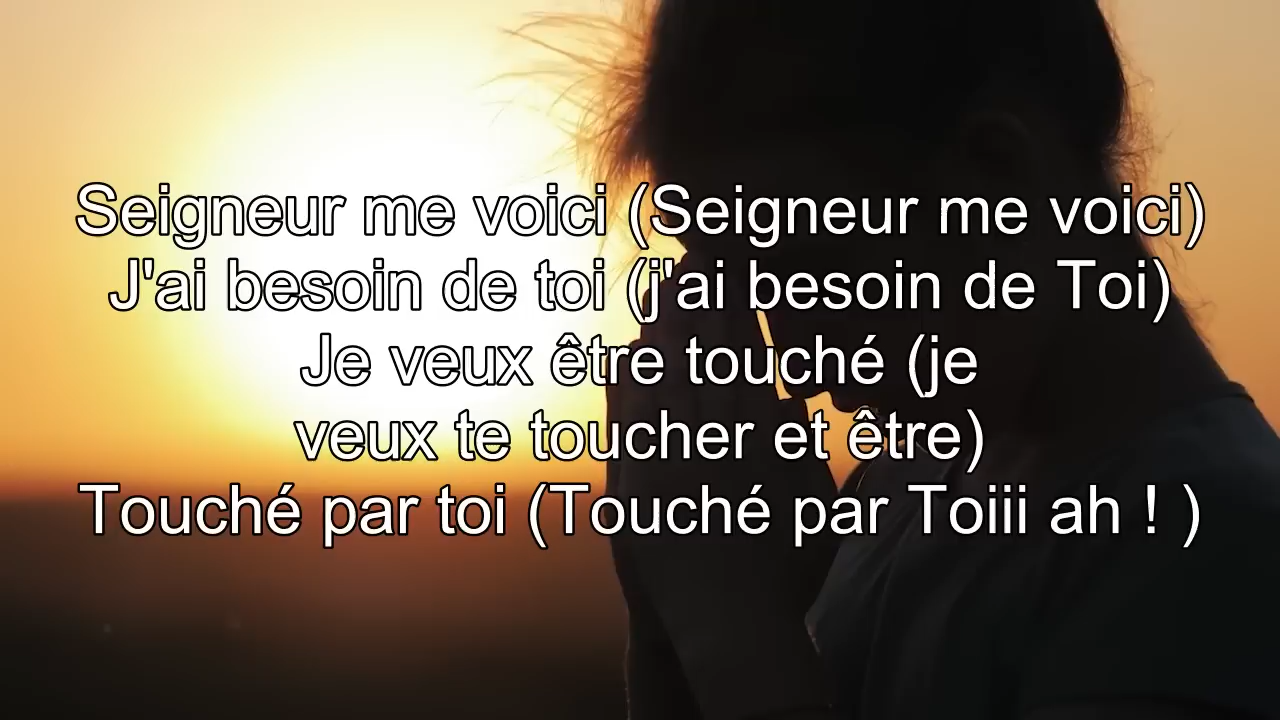 Seigneur me voici (Seigneur me voici)
J'ai besoin de toi (j'ai besoin de Toi)
Je veux être touché (je
veux te toucher et être)
Touché par toi (Touché par Toiii ah ! )